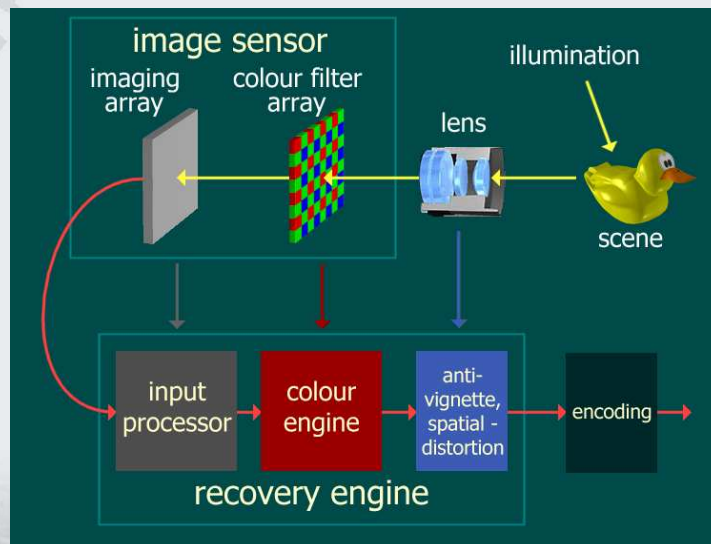 image sensor
imaging
array
colour filter
array
lens
illumination
scene
input
processor
colour
engine
anti-
vignette,
spatial -
distortion
encoding
recovery engine